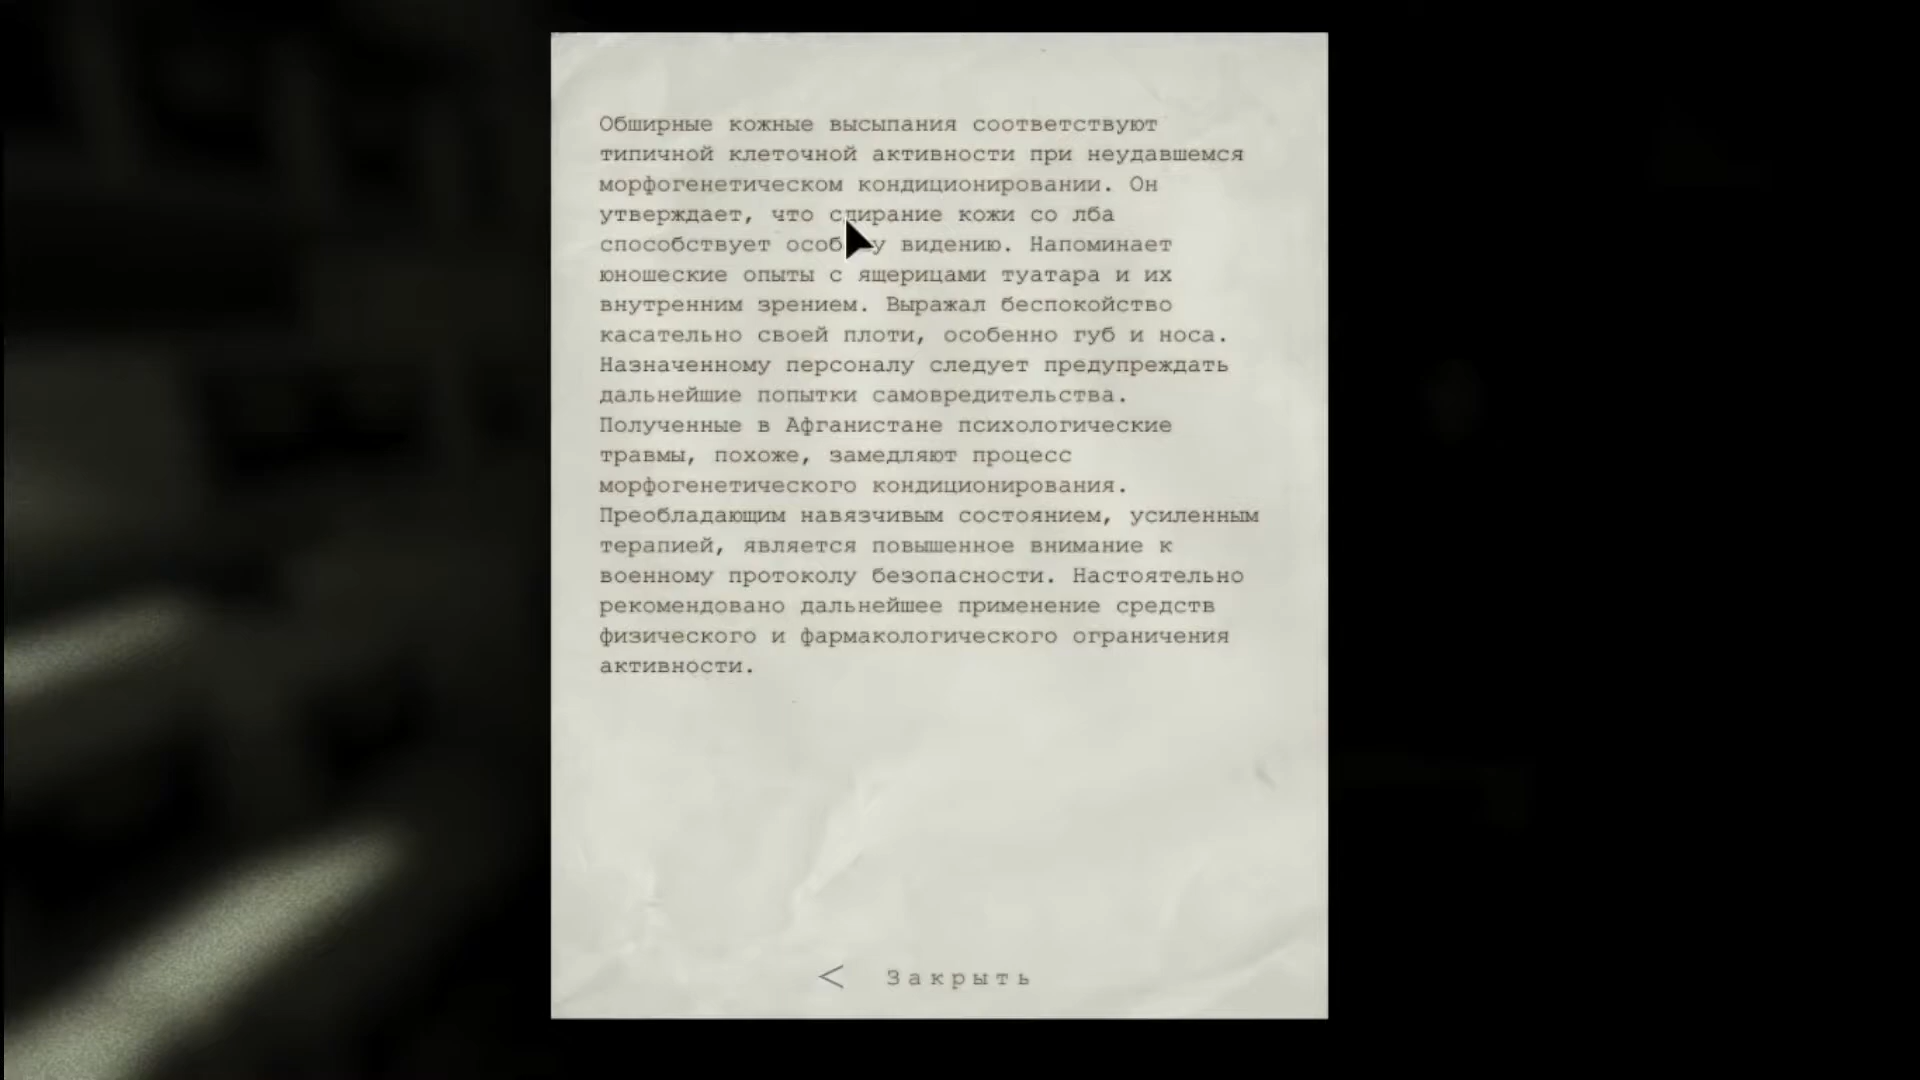 Обширные кожные высыпания соответствуют
типичной клеточной активности при неудавшемся
морфогенетическом кондиционировании. Он
утверждает, что сдирание кожи со лба
способствует видению. Напоминает
юношеские опыты с ящерицами туатара и их
внутренним зрением. Выражал беспокойство
касательно своей плоти, особенно губ и носа.
Назначенному персоналу следует предупреждать
дальнейшие попытки самовредительства.
Полученные в Афганистане психологические
травмы, похоже, замедляют процесс
морфогенетического кондиционирования.
Преобладающим навязчивым состоянием, усиленным
терапией, является повышенное внимание к
военному протоколу безопасности. Настоятельно
рекомендовано дальнейшее применение средств
физического и фармакологического ограничения
активности.
< Закрыть